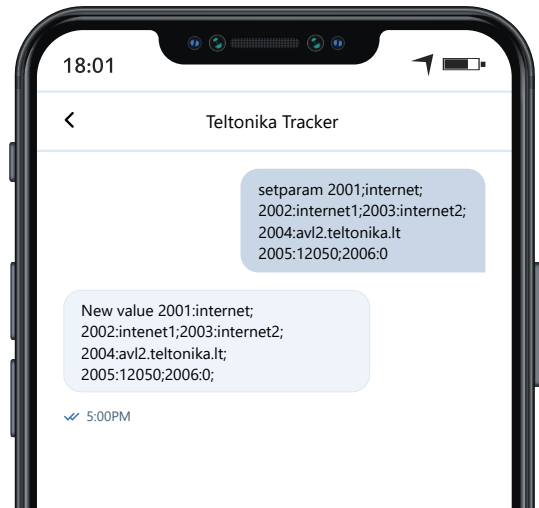 18:01
Teltonika Tracker
setparam 2001;internet;
2002:internet1;2003:internet2;
2004:avl2.teltonika.lt
2005:12050;2006:0
New value 2001:internet;
2002:intenet1;2003:internet2;
2004:avl2.teltonika.lt;
2005:12050;2006:0;
5:00PM